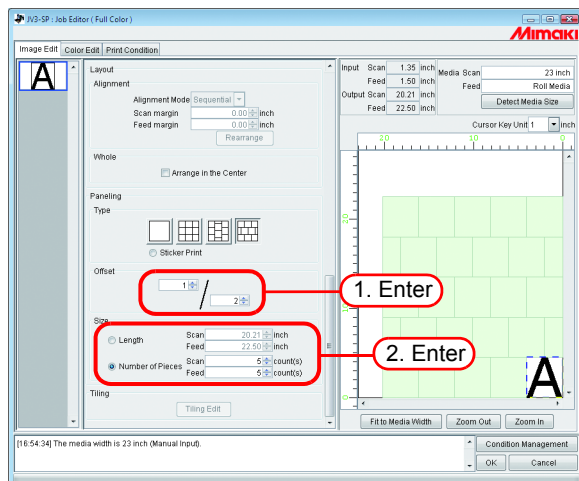 JV3-SP : Job Editor ( Full Color )
Mimaki
Image Edit Color Edit Print Condition
A
Layout
Alignment
Alignment Mode Sequential
Scan margin 0.00 inch
Feed margin 0.00 inch
Rearrange
Whole
Arrange in the Center
Paneling
Type
Sticker Print
Offset
1 / 2
Size
Length Scan 20.21 inch
Feed 22.50 inch
Number of Pieces Scan 5 count(s)
Feed 5 count(s)
Tiling
Tiling Edit
Input Scan 1.35 inch
Feed 1.50 inch
Output Scan 20.21 inch
Feed 22.50 inch
Media Scan 23 inch
Feed Roll Media
Detect Media Size
Cursor Key Unit 1 inch
20 10 0
20
0
A
1. Enter
2. Enter
Fit to Media Width Zoom Out Zoom In
[16:54:34] The media width is 23 inch (Manual Input).
Condition Management
OK Cancel